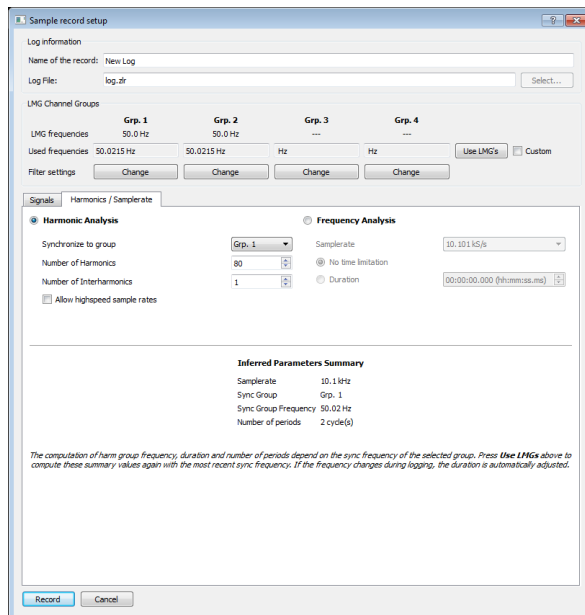 Sample record setup
Log information
Name of the record: New Log
Log File: log.zlr Select...
LMG Channel Groups
Grp. 1 Grp. 2 Grp. 3 Grp. 4
LMG frequencies 50.0 Hz 50.0 Hz --- ---
Used frequencies 50.0215 Hz 50.0215 Hz Hz Hz Use LMG's Custom
Filter settings Change Change Change Change
Signals Harmonics / Samplerate
Harmonic Analysis Frequency Analysis
Synchronize to group Grp. 1 Samplerate 10.101 kS/s
Number of Harmonics 80 No time limitation
Number of Interharmonics 1 Duration 00:00:00.000 (hh:mm:ss.ms)
Allow highspeed sample rates
Inferred Parameters Summary
Samplerate 10.1 kHz
Sync Group Grp. 1
Sync Group Frequency 50.02 Hz
Number of periods 2 cycle(s)
The computation of harm group frequency, duration and number of periods depend on the sync frequency of the selected group. Press Use LMGs above to
compute these summary values again with the most recent sync frequency. If the frequency changes during logging, the duration is automatically adjusted.
Record Cancel